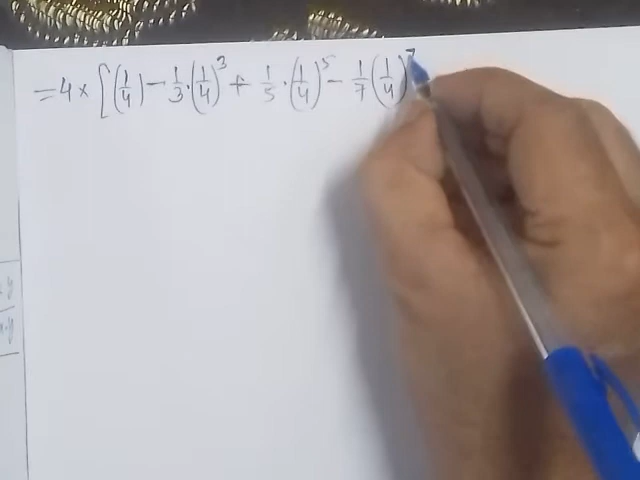 = 4 × [(1/4) − 1/3 · (1/4)^3 + 1/5 · (1/4)^5 − 1/7 (1/4)^7